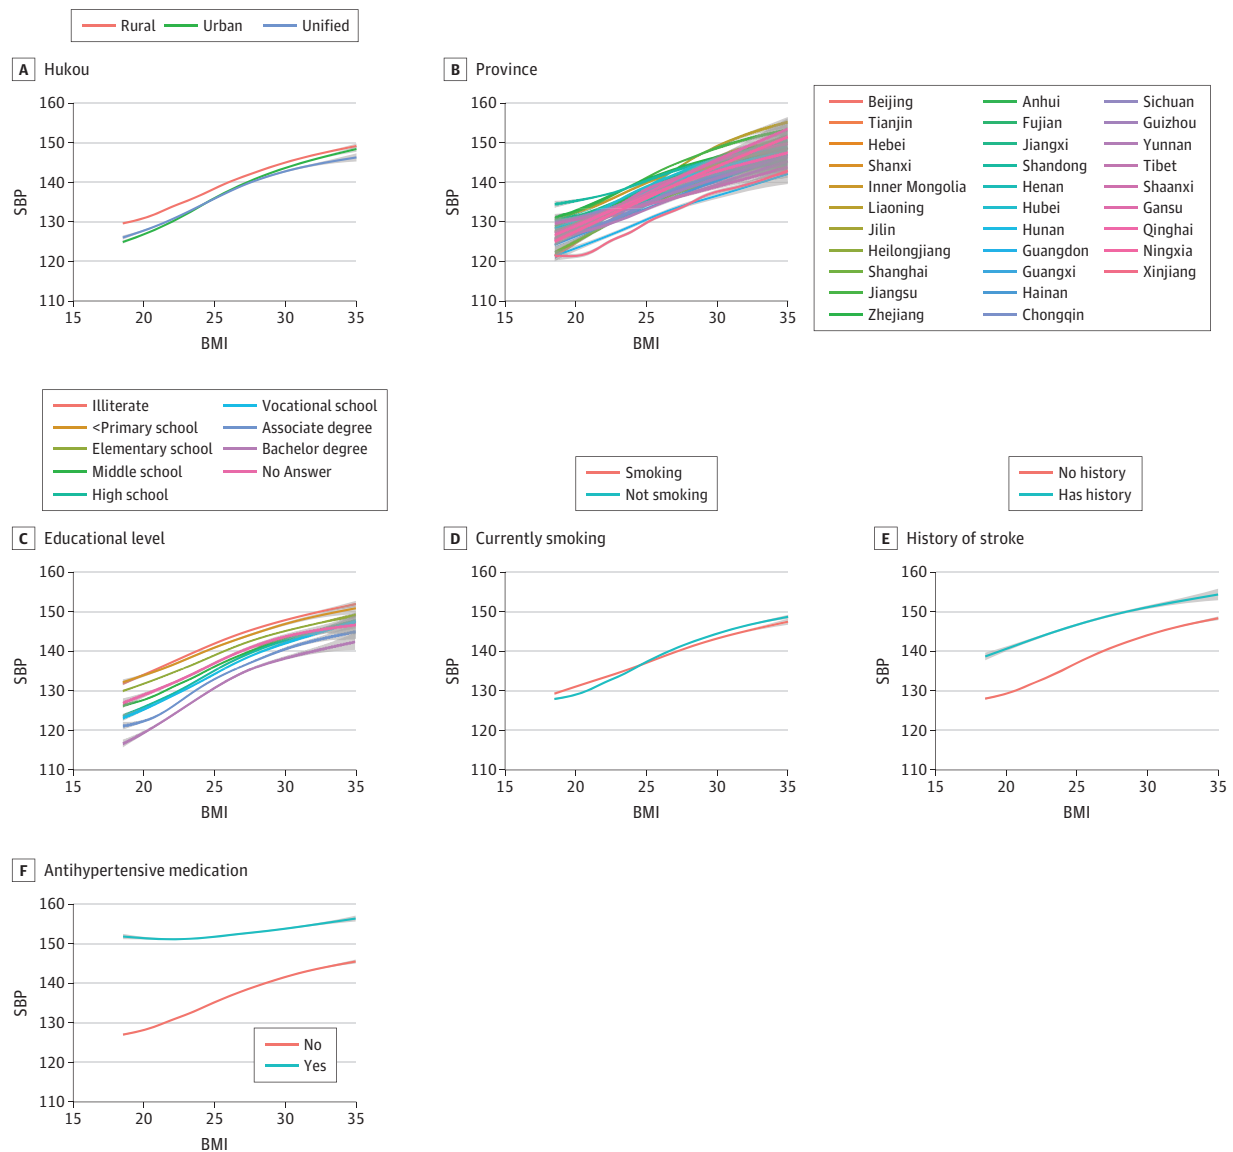 Rural Urban Unified
A Hukou
160
150
140
130
120
110
SBP
15 20 25 30 35
BMI
B Province
160
150
140
130
120
110
SBP
15 20 25 30 35
BMI
Beijing Anhui Sichuan
Tianjin Fujian Guizhou
Hebei Jiangxi Yunnan
Shanxi Shandong Tibet
Inner Mongolia Henan Shaanxi
Liaoning Hubei Gansu
Jilin Hunan Qinghai
Heilongjiang Guangdon Ningxia
Shanghai Guangxi Xinjiang
Jiangsu Hainan
Zhejiang Chongqin
Illiterate Vocational school
<Primary school Associate degree
Elementary school Bachelor degree
Middle school No Answer
High school
C Educational level
160
150
140
130
120
110
SBP
15 20 25 30 35
BMI
Smoking
Not smoking
D Currently smoking
160
150
140
130
120
110
SBP
15 20 25 30 35
BMI
No history
Has history
E History of stroke
160
150
140
130
120
110
SBP
15 20 25 30 35
BMI
F Antihypertensive medication
160
150
140
130
120
110
SBP
No
Yes
15 20 25 30 35
BMI